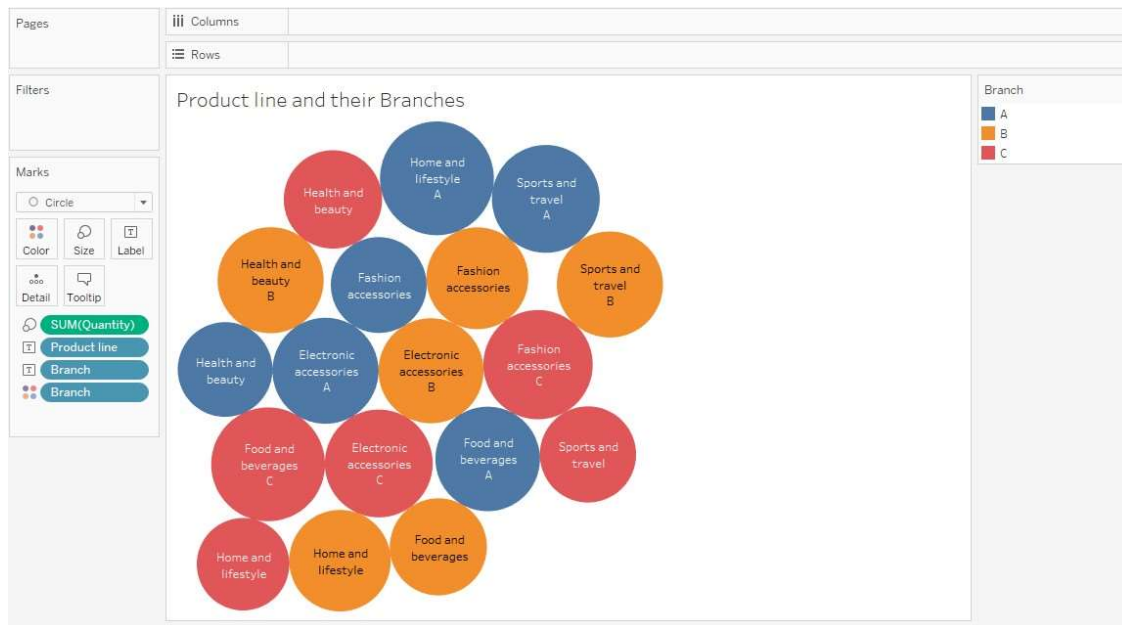 Pages
Columns
Rows
Filters
Marks
Circle
Color
Size
Label
Detail
Tooltip
SUM(Quantity)
Product line
Branch
Branch
Product line and their Branches
Home and
lifestyle
A
Health and
beauty
Sports and
travel
A
Health and
beauty
B
Fashion
accessories
Fashion
accessories
Sports and
travel
B
Health and
beauty
Electronic
accessories
A
Electronic
accessories
B
Fashion
accessories
C
Food and
beverages
C
Electronic
accessories
C
Food and
beverages
A
Sports and
travel
Home and
lifestyle
Home and
lifestyle
Food and
beverages
Branch
A
B
C